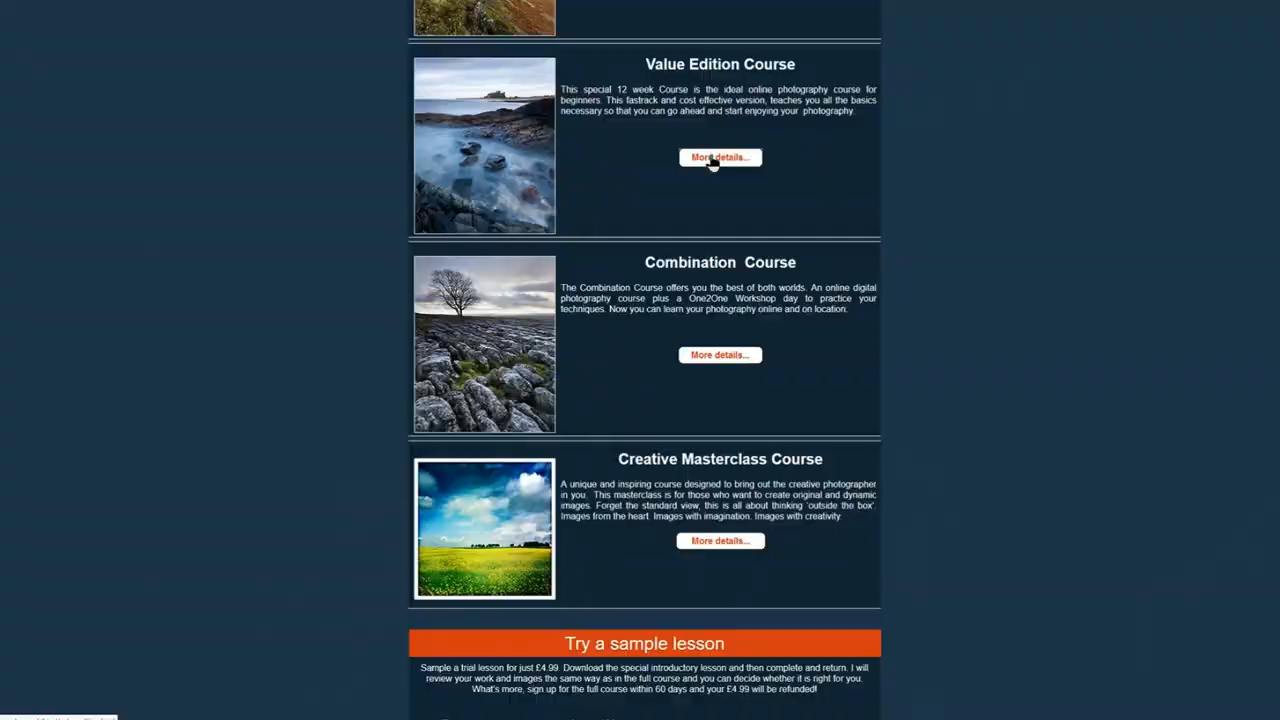 Value Edition Course
This special 12 week Course is the ideal online photography course for
beginners. This fastrack and cost effective version, teaches you all the basics
necessary so that you can go ahead and start enjoying your photography.
More details...
Combination Course
The Combination Course offers you the best of both worlds. An online digital
photography course plus a One2One Workshop day to practice your
techniques. Now you can learn your photography online and on location.
More details...
Creative Masterclass Course
A unique and inspiring course designed to bring out the creative photographer
in you. This masterclass is for those who want to create original and dynamic
images. Forget the standard view, this is all about thinking 'outside the box'.
Images from the heart. Images with imagination. Images with creativity.
More details...
Try a sample lesson
Sample a trial lesson for just £4.99. Download the special introductory lesson and then complete and return. I will
review your work and images the same way as in the full course and you can decide whether it is right for you.
What's more, sign up for the full course within 60 days and your £4.99 will be refunded!